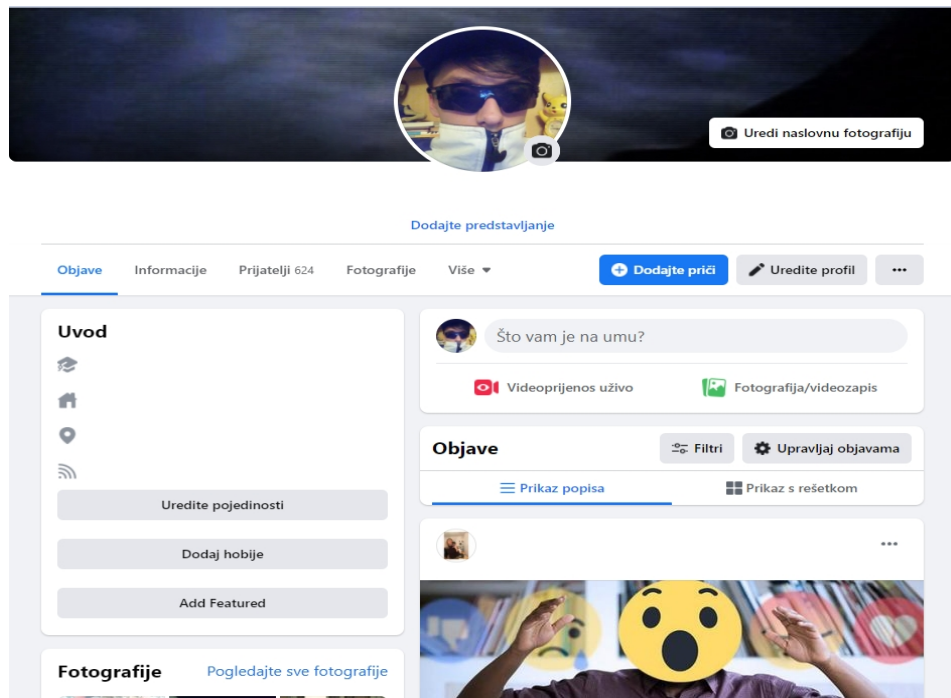 Uredi naslovnu fotografiju
Dodajte predstavljanje
Objave Informacije Prijatelji 624 Fotografije Više
Dodajte priči Uredite profil
Uvod
Uredite pojedinosti
Dodaj hobije
Add Featured
Fotografije Pogledajte sve fotografije
Što vam je na umu?
Videoprijenos uživo Fotografija/videozapis
Objave Filtri Upravljaj objavama
Prikaz popisa Prikaz s rešetkom